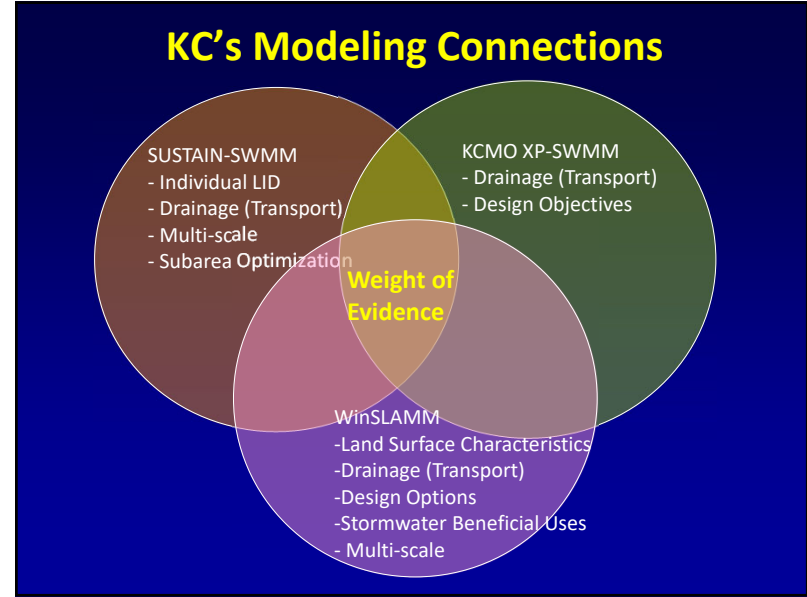 KC’s Modeling Connections
SUSTAIN-SWMM
- Individual LID
- Drainage (Transport)
- Multi-scale
- Subarea Optimization
KCMO XP-SWMM
- Drainage (Transport)
- Design Objectives
Weight of
Evidence
WinSLAMM
-Land Surface Characteristics
-Drainage (Transport)
-Design Options
-Stormwater Beneficial Uses
- Multi-scale